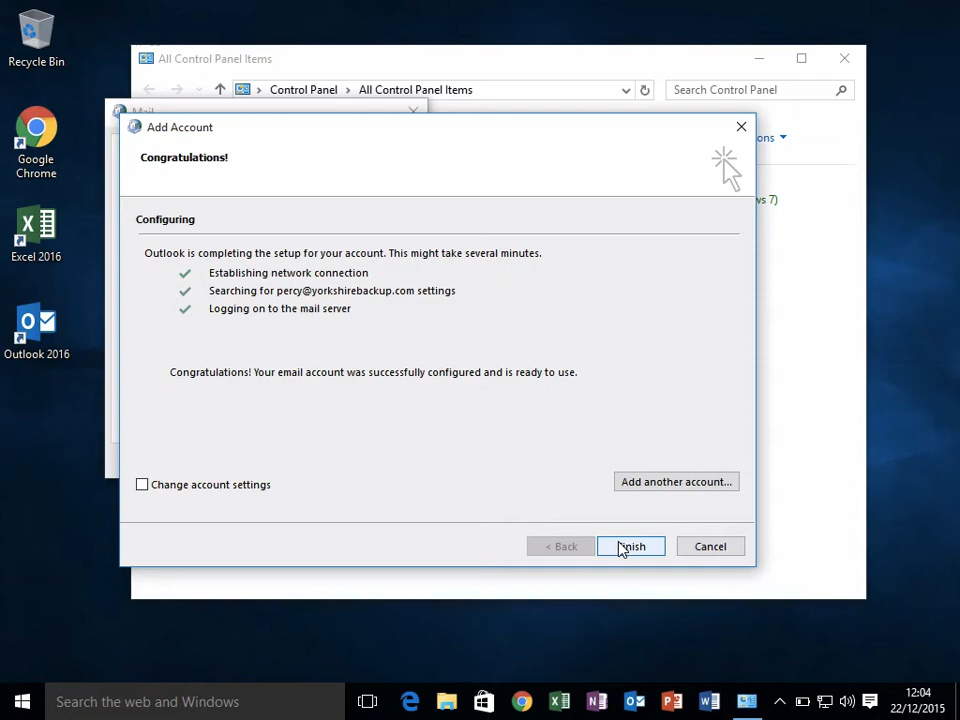 Recycle Bin
Google
Chrome
Excel 2016
Outlook 2016
All Control Panel Items
Control Panel > All Control Panel Items
Search Control Panel
Mail
Add Account
Congratulations!
Configuring
Outlook is completing the setup for your account. This might take several minutes.
Establishing network connection
Searching for percy@yorkshirebackup.com settings
Logging on to the mail server
Congratulations! Your email account was successfully configured and is ready to use.
Change account settings
Add another account...
< Back
Cancel
Search the web and Windows
12:04
22/12/2015